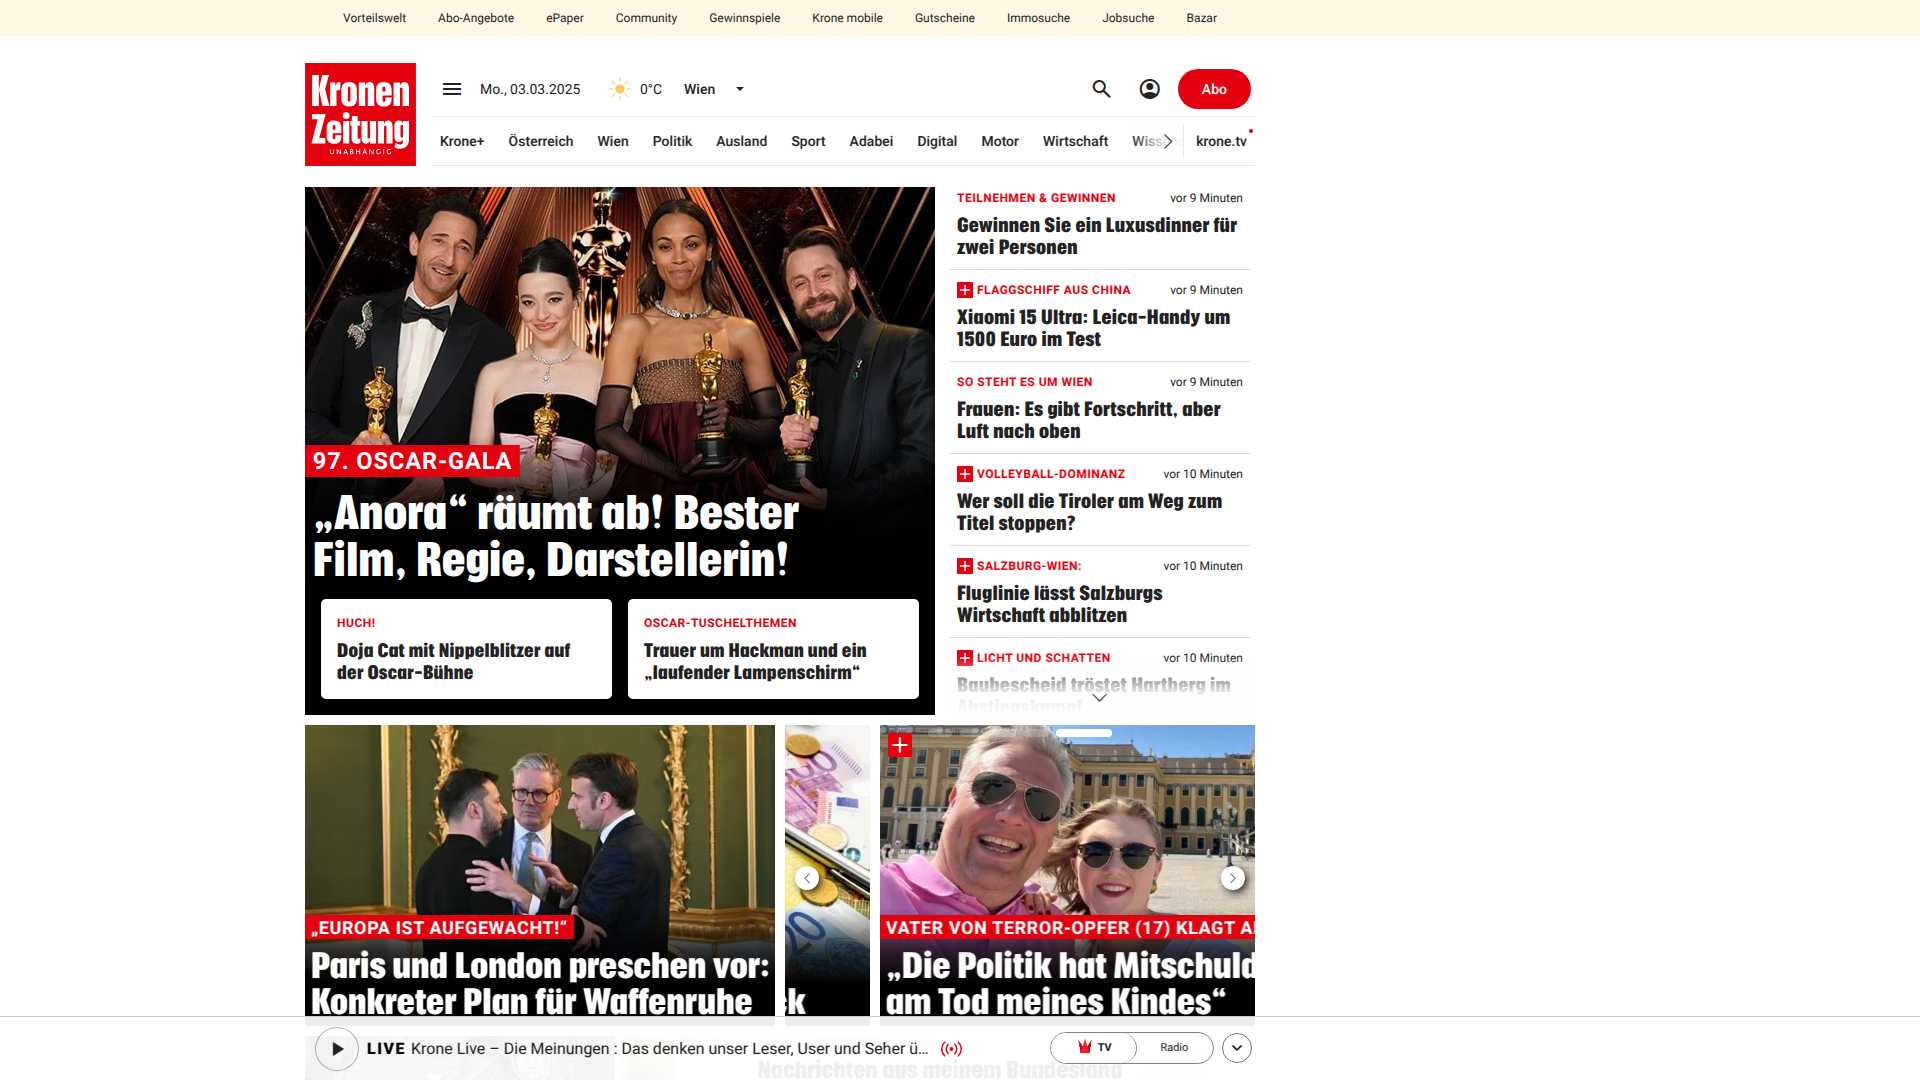 Vorteilswelt Abo-Angebote ePaper Community Gewinnspiele Krone mobile Gutscheine Immosuche Jobsuche Bazar
Kronen
Zeitung
UNABHÄNGIG
Mo., 03.03.2025 0°C Wien
Abo
Krone+ Österreich Wien Politik Ausland Sport Adabei Digital Motor Wirtschaft krone.tv
97. OSCAR-GALA
„Anora“ räumt ab! Bester
Film, Regie, Darstellerin!
HUCH!
Doja Cat mit Nippelblitzer auf
der Oscar-Bühne
OSCAR-TUSCHELTHEMEN
Trauer um Hackman und ein
„laufender Lampenschirm“
TEILNEHMEN & GEWINNEN vor 9 Minuten
Gewinnen Sie ein Luxusdinner für
zwei Personen
FLAGGSCHIFF AUS CHINA vor 9 Minuten
Xiaomi 15 Ultra: Leica-Handy um
1500 Euro im Test
SO STEHT ES UM WIEN vor 9 Minuten
Frauen: Es gibt Fortschritt, aber
Luft nach oben
VOLLEYBALL-DOMINANZ vor 10 Minuten
Wer soll die Tiroler am Weg zum
Titel stoppen?
SALZBURG-WIEN: vor 10 Minuten
Fluglinie lässt Salzburgs
Wirtschaft abblitzen
LICHT UND SCHATTEN vor 10 Minuten
Baubescheid tröstet Hartberg im
Abstiegskampf
„EUROPA IST AUFGEWACHT!“
Paris und London preschen vor:
Konkreter Plan für Waffenruhe
ck
VATER VON TERROR-OPFER (17) KLAGT
„Die Politik hat Mitschuld
am Tod meines Kindes“
LIVE Krone Live – Die Meinungen : Das denken unser Leser, User und Seher ü...
TV Radio
Nachrichten aus meinem Bundesland